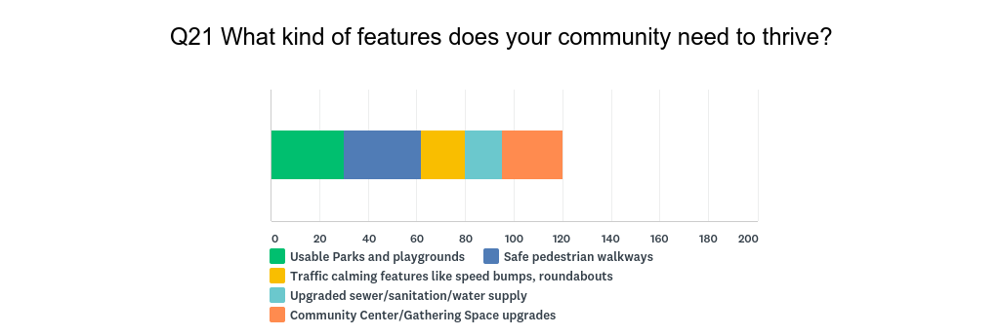 Q21 What kind of features does your community need to thrive?
0 20 40 60 80 100 120 140 160 180 200
Usable Parks and playgrounds Safe pedestrian walkways
Traffic calming features like speed bumps, roundabouts
Upgraded sewer/sanitation/water supply
Community Center/Gathering Space upgrades